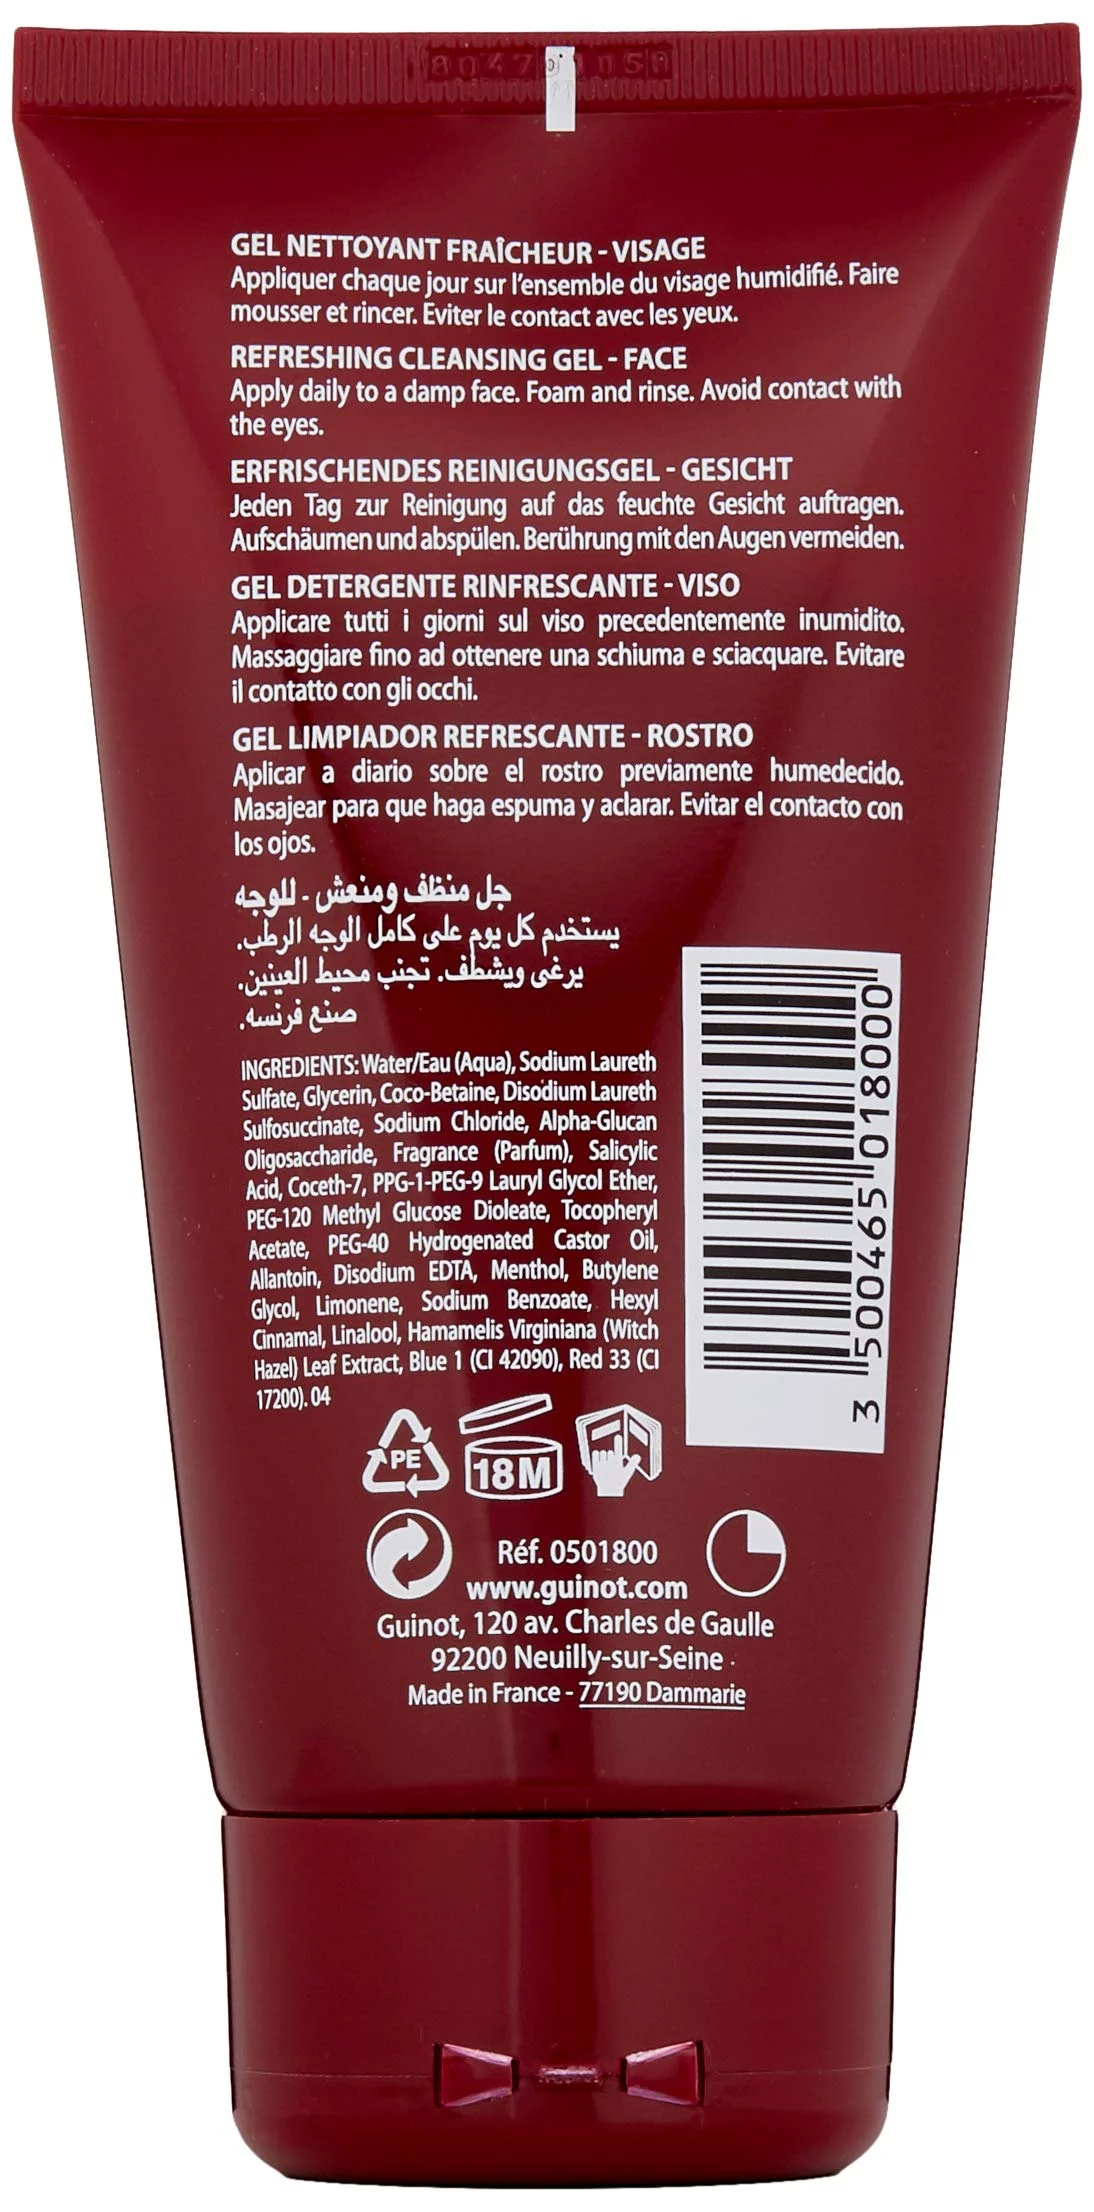 GEL NETTOYANT FRAÎCHEUR - VISAGE
Appliquer chaque jour sur l'ensemble du visage humidifié. Faire
mousser et rincer. Eviter le contact avec les yeux.
REFRESHING CLEANSING GEL - FACE
Apply daily to a damp face. Foam and rinse. Avoid contact with
the eyes.
ERFRISCHENDES REINIGUNGSGEL - GESICHT
Jeden Tag zur Reinigung auf das feuchte Gesicht auftragen.
Aufschäumen und abspülen. Berührung mit den Augen vermeiden.
GEL DETERGENTE RINFRESCANTE - VISO
Applicare tutti i giorni sul viso precedentemente inumidito.
Massaggiare fino ad ottenere una schiuma e sciacquare. Evitare
il contatto con gli occhi.
GEL LIMPIADOR REFRESCANTE - ROSTRO
Aplicar a diario sobre el rostro previamente humedecido.
Masajear para que haga espuma y aclarar. Evitar el contacto con
los ojos.
جل منظف ومنعش - للوجه
يستخدم كل يوم على كامل الوجه الرطب.
يرغى ويشطف. تجنب محيط العينين.
صنع فرنسه.
INGREDIENTS: Water/Eau (Aqua), Sodium Laureth
Sulfate, Glycerin, Coco-Betaine, Disodium Laureth
Sulfosuccinate, Sodium Chloride, Alpha-Glucan
Oligosaccharide, Fragrance (Parfum), Salicylic
Acid, Coceth-7, PPG-1-PEG-9 Lauryl Glycol Ether,
PEG-120 Methyl Glucose Dioleate, Tocopheryl
Acetate, PEG-40 Hydrogenated Castor Oil,
Allantoin, Disodium EDTA, Menthol, Butylene
Glycol, Limonene, Sodium Benzoate, Hexyl
Cinnamal, Linalool, Hamamelis Virginiana (Witch
Hazel) Leaf Extract, Blue 1 (CI 42090), Red 33 (CI
17200). 04
3 500465 018000
PE
18M
Réf. 0501800
www.guinot.com
Guinot, 120 av. Charles de Gaulle
92200 Neuilly-sur-Seine
Made in France - 77190 Dammarie